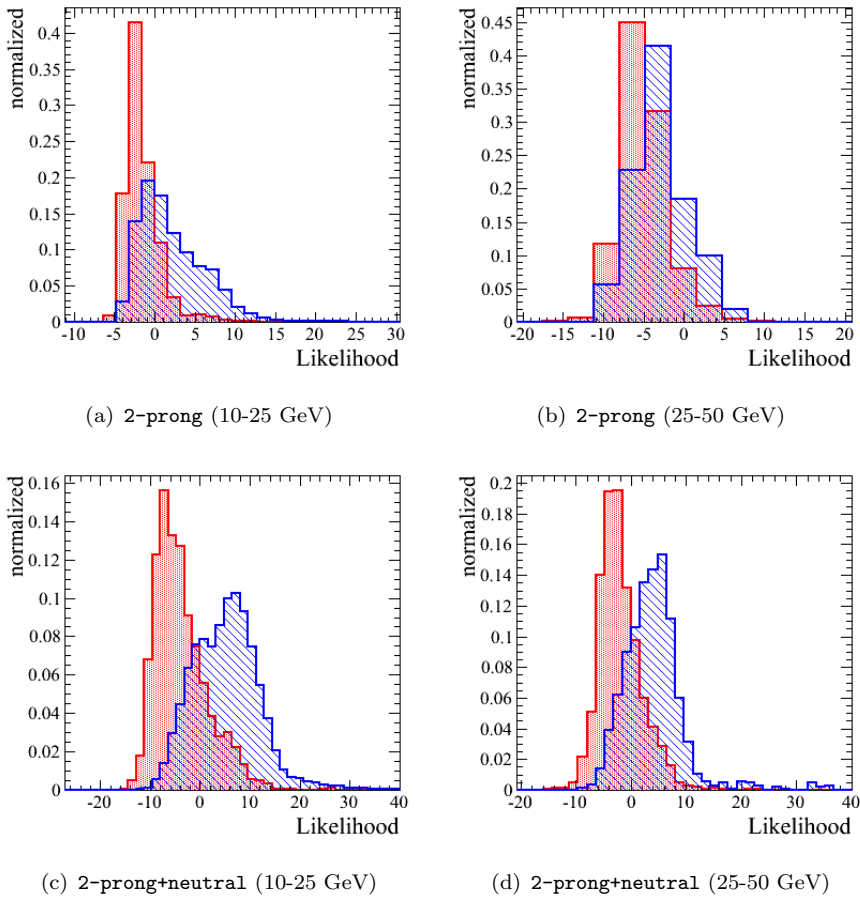 normalized
0.4
0.35
0.3
0.25
0.2
0.15
0.1
0.05
0
-10 -5 0 5 10 15 20 25 30
Likelihood
(a) 2-prong (10-25 GeV)
normalized
0.45
0.4
0.35
0.3
0.25
0.2
0.15
0.1
0.05
0
-20 -15 -10 -5 0 5 10 15 20
Likelihood
(b) 2-prong (25-50 GeV)
normalized
0.16
0.14
0.12
0.1
0.08
0.06
0.04
0.02
0
-20 -10 0 10 20 30 40
Likelihood
(c) 2-prong+neutral (10-25 GeV)
normalized
0.2
0.18
0.16
0.14
0.12
0.1
0.08
0.06
0.04
0.02
0
-20 -10 0 10 20 30 40
Likelihood
(d) 2-prong+neutral (25-50 GeV)